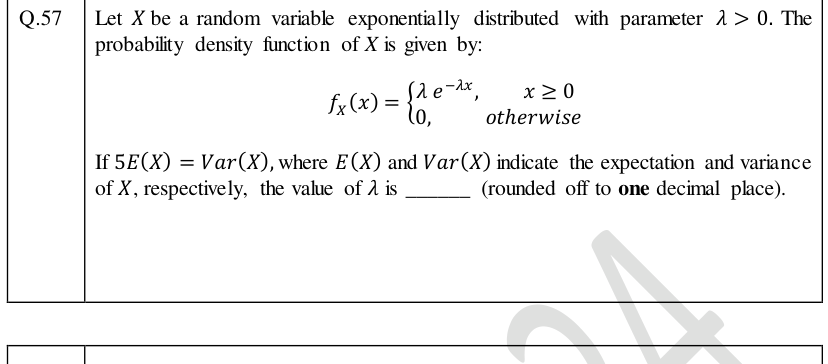 Q.57 Let X be a random variable exponentially distributed with parameter λ > 0. The
probability density function of X is given by:
f_X(x) = {λ e^{−λx}, x ≥ 0
0, otherwise
If 5E(X) = Var(X), where E(X) and Var(X) indicate the expectation and variance
of X, respectively, the value of λ is ______ (rounded off to one decimal place).
24